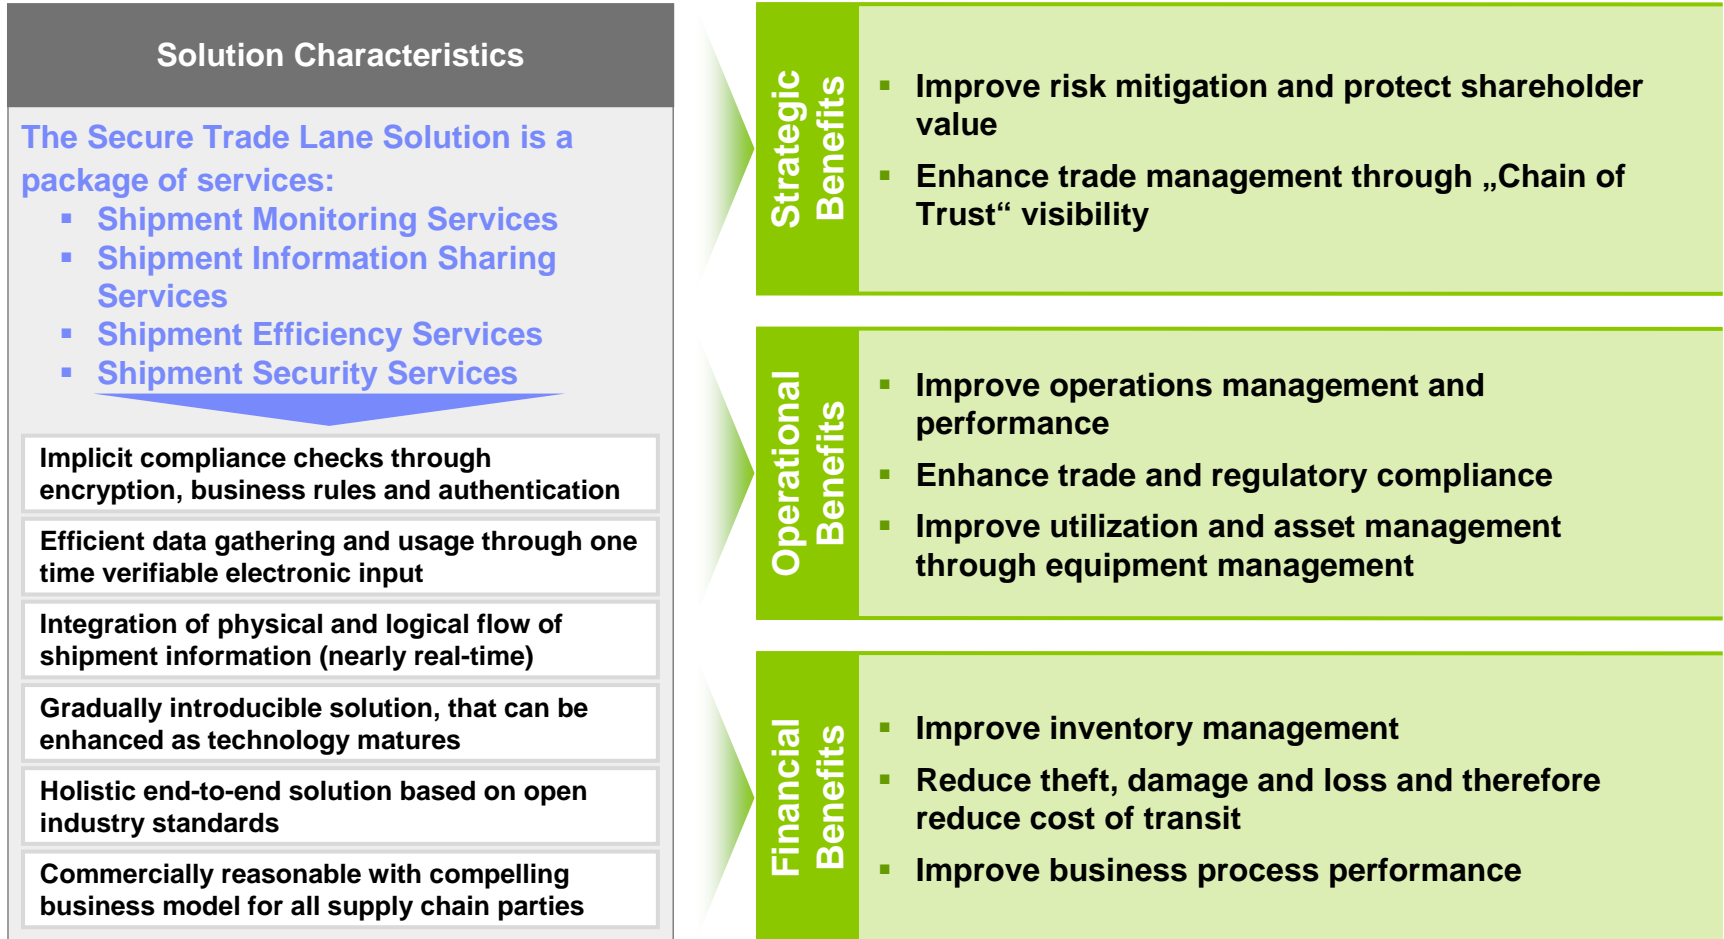 Solution Characteristics
The Secure Trade Lane Solution is a
package of services:
▪ Shipment Monitoring Services
▪ Shipment Information Sharing
Services
▪ Shipment Efficiency Services
▪ Shipment Security Services
Implicit compliance checks through
encryption, business rules and authentication
Efficient data gathering and usage through one
time verifiable electronic input
Integration of physical and logical flow of
shipment information (nearly real-time)
Gradually introducible solution, that can be
enhanced as technology matures
Holistic end-to-end solution based on open
industry standards
Commercially reasonable with compelling
business model for all supply chain parties
Strategic
Benefits
▪ Improve risk mitigation and protect shareholder
value
▪ Enhance trade management through „Chain of
Trust“ visibility
Operational
Benefits
▪ Improve operations management and
performance
▪ Enhance trade and regulatory compliance
▪ Improve utilization and asset management
through equipment management
Financial
Benefits
▪ Improve inventory management
▪ Reduce theft, damage and loss and therefore
reduce cost of transit
▪ Improve business process performance